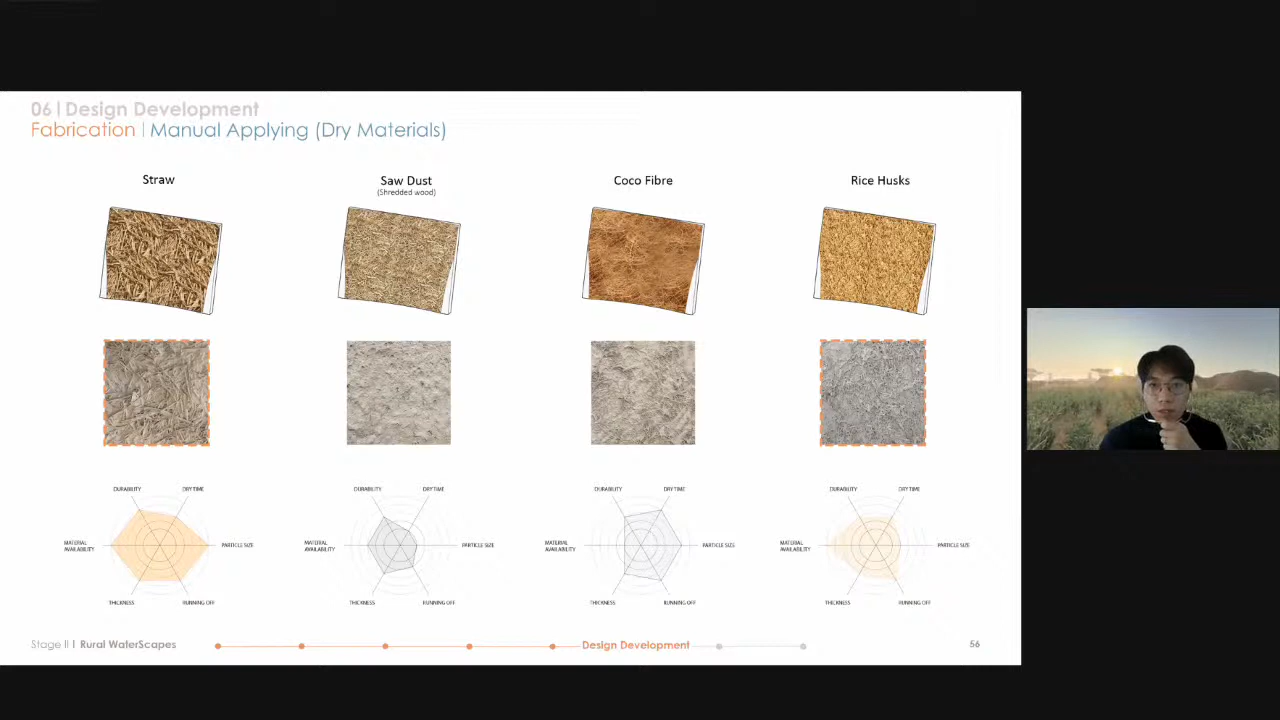 06 | Design Development
Fabrication | Manual Applying (Dry Materials)
Straw
Saw Dust
(Shredded wood)
Coco Fibre
Rice Husks
DURABILITY
DRY TIME
MATERIAL
AVAILABILITY
PARTICLE SIZE
THICKNESS
RUNNING OFF
DURABILITY
DRY TIME
MATERIAL
AVAILABILITY
PARTICLE SIZE
THICKNESS
RUNNING OFF
DURABILITY
DRY TIME
MATERIAL
AVAILABILITY
PARTICLE SIZE
THICKNESS
RUNNING OFF
DURABILITY
DRY TIME
MATERIAL
AVAILABILITY
PARTICLE SIZE
THICKNESS
RUNNING OFF
Stage II | Rural WaterScapes
Design Development
56